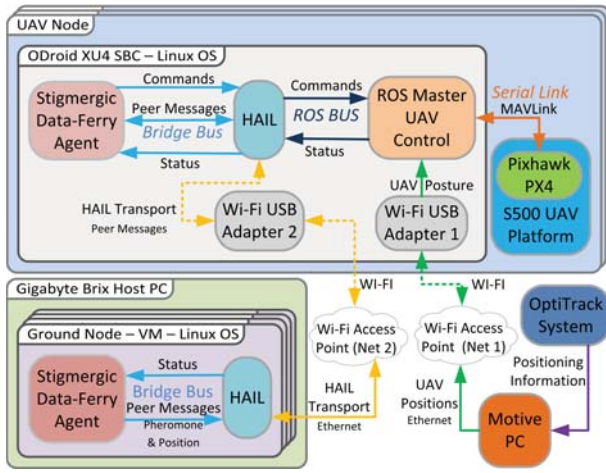 UAV Node
ODroid XU4 SBC – Linux OS
Stigmergic
Data-Ferry
Agent
Commands
Peer Messages
Bridge Bus
Status
HAIL
Commands
ROS BUS
Status
ROS Master
UAV
Control
Serial Link
MAVLink
Pixhawk
PX4
S500 UAV
Platform
HAIL Transport
Peer Messages
Wi-Fi USB
Adapter 2
UAV Posture
Wi-Fi USB
Adapter 1
WI-FI
WI-FI
Gigabyte Brix Host PC
Ground Node – VM – Linux OS
Stigmergic
Data-Ferry
Agent
Status
Bridge Bus
Peer Messages
Pheromone
& Position
HAIL
Wi-Fi Access
Point (Net 2)
HAIL
Transport
Ethernet
Wi-Fi Access
Point (Net 1)
UAV
Positions
Ethernet
OptiTrack
System
Positioning
Information
Motive
PC